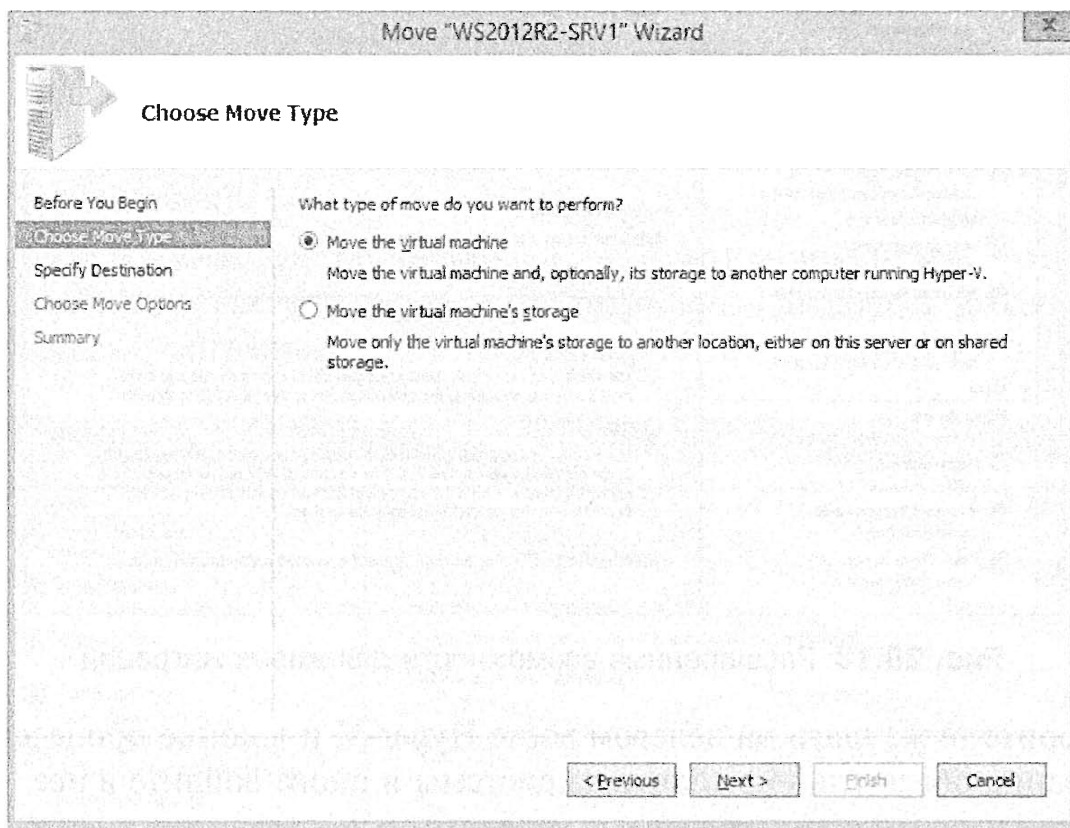 Move "WS2012R2-SRV1" Wizard
x
Choose Move Type
Before You Begin
Choose Move Type
Specify Destination
Choose Move Options
Summary
What type of move do you want to perform?
Move the virtual machine
Move the virtual machine and, optionally, its storage to another computer running Hyper-V.
Move the virtual machine's storage
Move only the virtual machine's storage to another location, either on this server or on shared
storage.
< Previous
Next >
Finish
Cancel